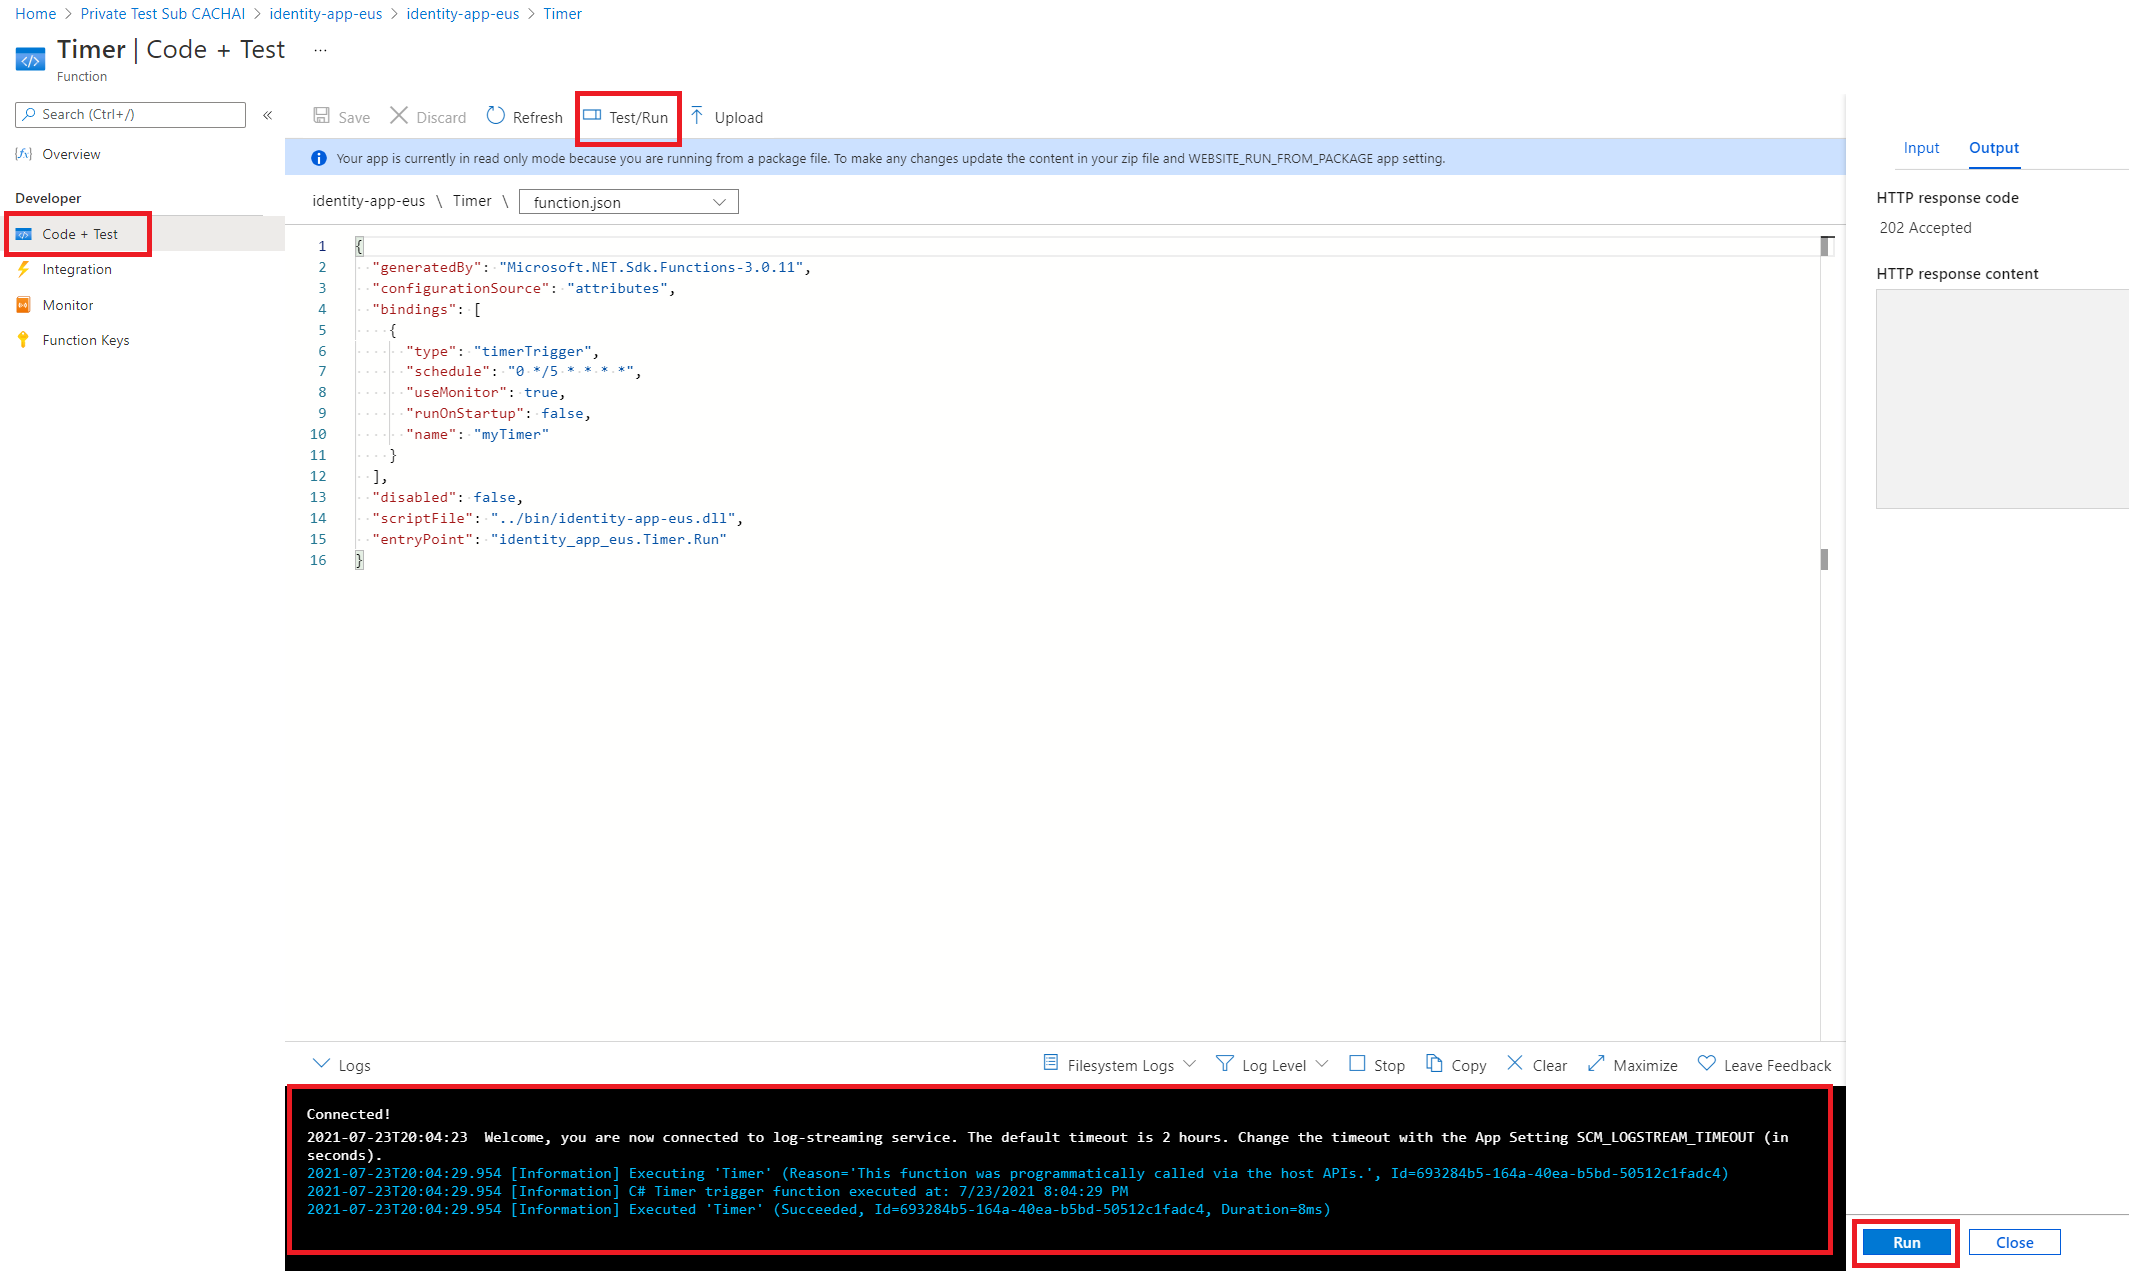 Home > Private Test Sub CACHAI > identity-app-eus > identity-app-eus > Timer
Timer | Code + Test ...
Function
Search (Ctrl+/) «
Overview
Developer
Code + Test
Integration
Monitor
Function Keys
Save Discard Refresh Test/Run Upload
Your app is currently in read only mode because you are running from a package file. To make any changes update the content in your zip file and WEBSITE_RUN_FROM_PACKAGE app setting.
identity-app-eus \ Timer \ function.json
1 {
2 "generatedBy": "Microsoft.NET.Sdk.Functions-3.0.11",
3 "configurationSource": "attributes",
4 "bindings": [
5 {
6 "type": "timerTrigger",
7 "schedule": "0 */5 * * * *",
8 "useMonitor": true,
9 "runOnStartup": false,
10 "name": "myTimer"
11 }
12 ],
13 "disabled": false,
14 "scriptFile": "../bin/identity-app-eus.dll",
15 "entryPoint": "identity_app_eus.Timer.Run"
16 }
Logs Filesystem Logs Log Level Stop Copy Clear Maximize Leave Feedback
Connected!
2021-07-23T20:04:23 Welcome, you are now connected to log-streaming service. The default timeout is 2 hours. Change the timeout with the App Setting SCM_LOGSTREAM_TIMEOUT (in
seconds).
2021-07-23T20:04:29.954 [Information] Executing 'Timer' (Reason='This function was programmatically called via the host APIs.', Id=693284b5-164a-40ea-b5bd-50512c1fadc4)
2021-07-23T20:04:29.954 [Information] C# Timer trigger function executed at: 7/23/2021 8:04:29 PM
2021-07-23T20:04:29.954 [Information] Executed 'Timer' (Succeeded, Id=693284b5-164a-40ea-b5bd-50512c1fadc4, Duration=8ms)
Input Output
HTTP response code
202 Accepted
HTTP response content
Run Close